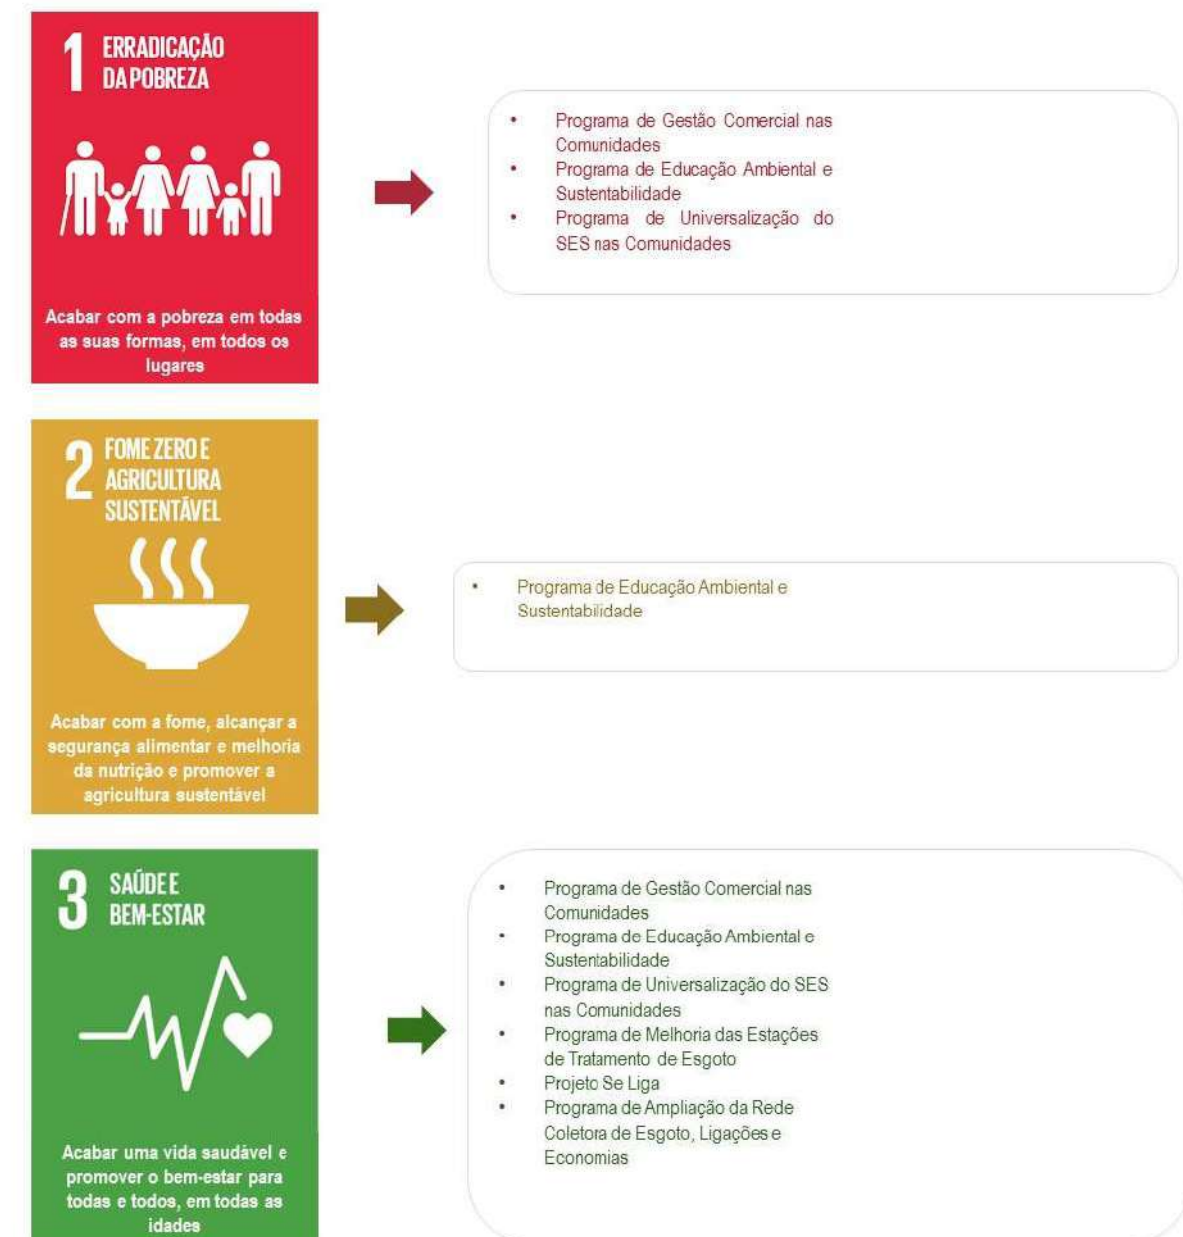 1 ERRADICAÇÃO
DA POBREZA
Acabar com a pobreza em todas
as suas formas, em todos os
lugares
• Programa de Gestão Comercial nas
Comunidades
• Programa de Educação Ambiental e
Sustentabilidade
• Programa de Universalização do
SES nas Comunidades
2 FOME ZERO E
AGRICULTURA
SUSTENTÁVEL
Acabar com a fome, alcançar a
segurança alimentar e melhoria
da nutrição e promover a
agricultura sustentável
• Programa de Educação Ambiental e
Sustentabilidade
3 SAÚDE E
BEM-ESTAR
Acabar uma vida saudável e
promover o bem-estar para
todas e todos, em todas as
idades
• Programa de Gestão Comercial nas
Comunidades
• Programa de Educação Ambiental e
Sustentabilidade
• Programa de Universalização do SES
nas Comunidades
• Programa de Melhoria das Estações
de Tratamento de Esgoto
• Projeto Se Liga
• Programa de Ampliação da Rede
Coletora de Esgoto, Ligações e
Economias